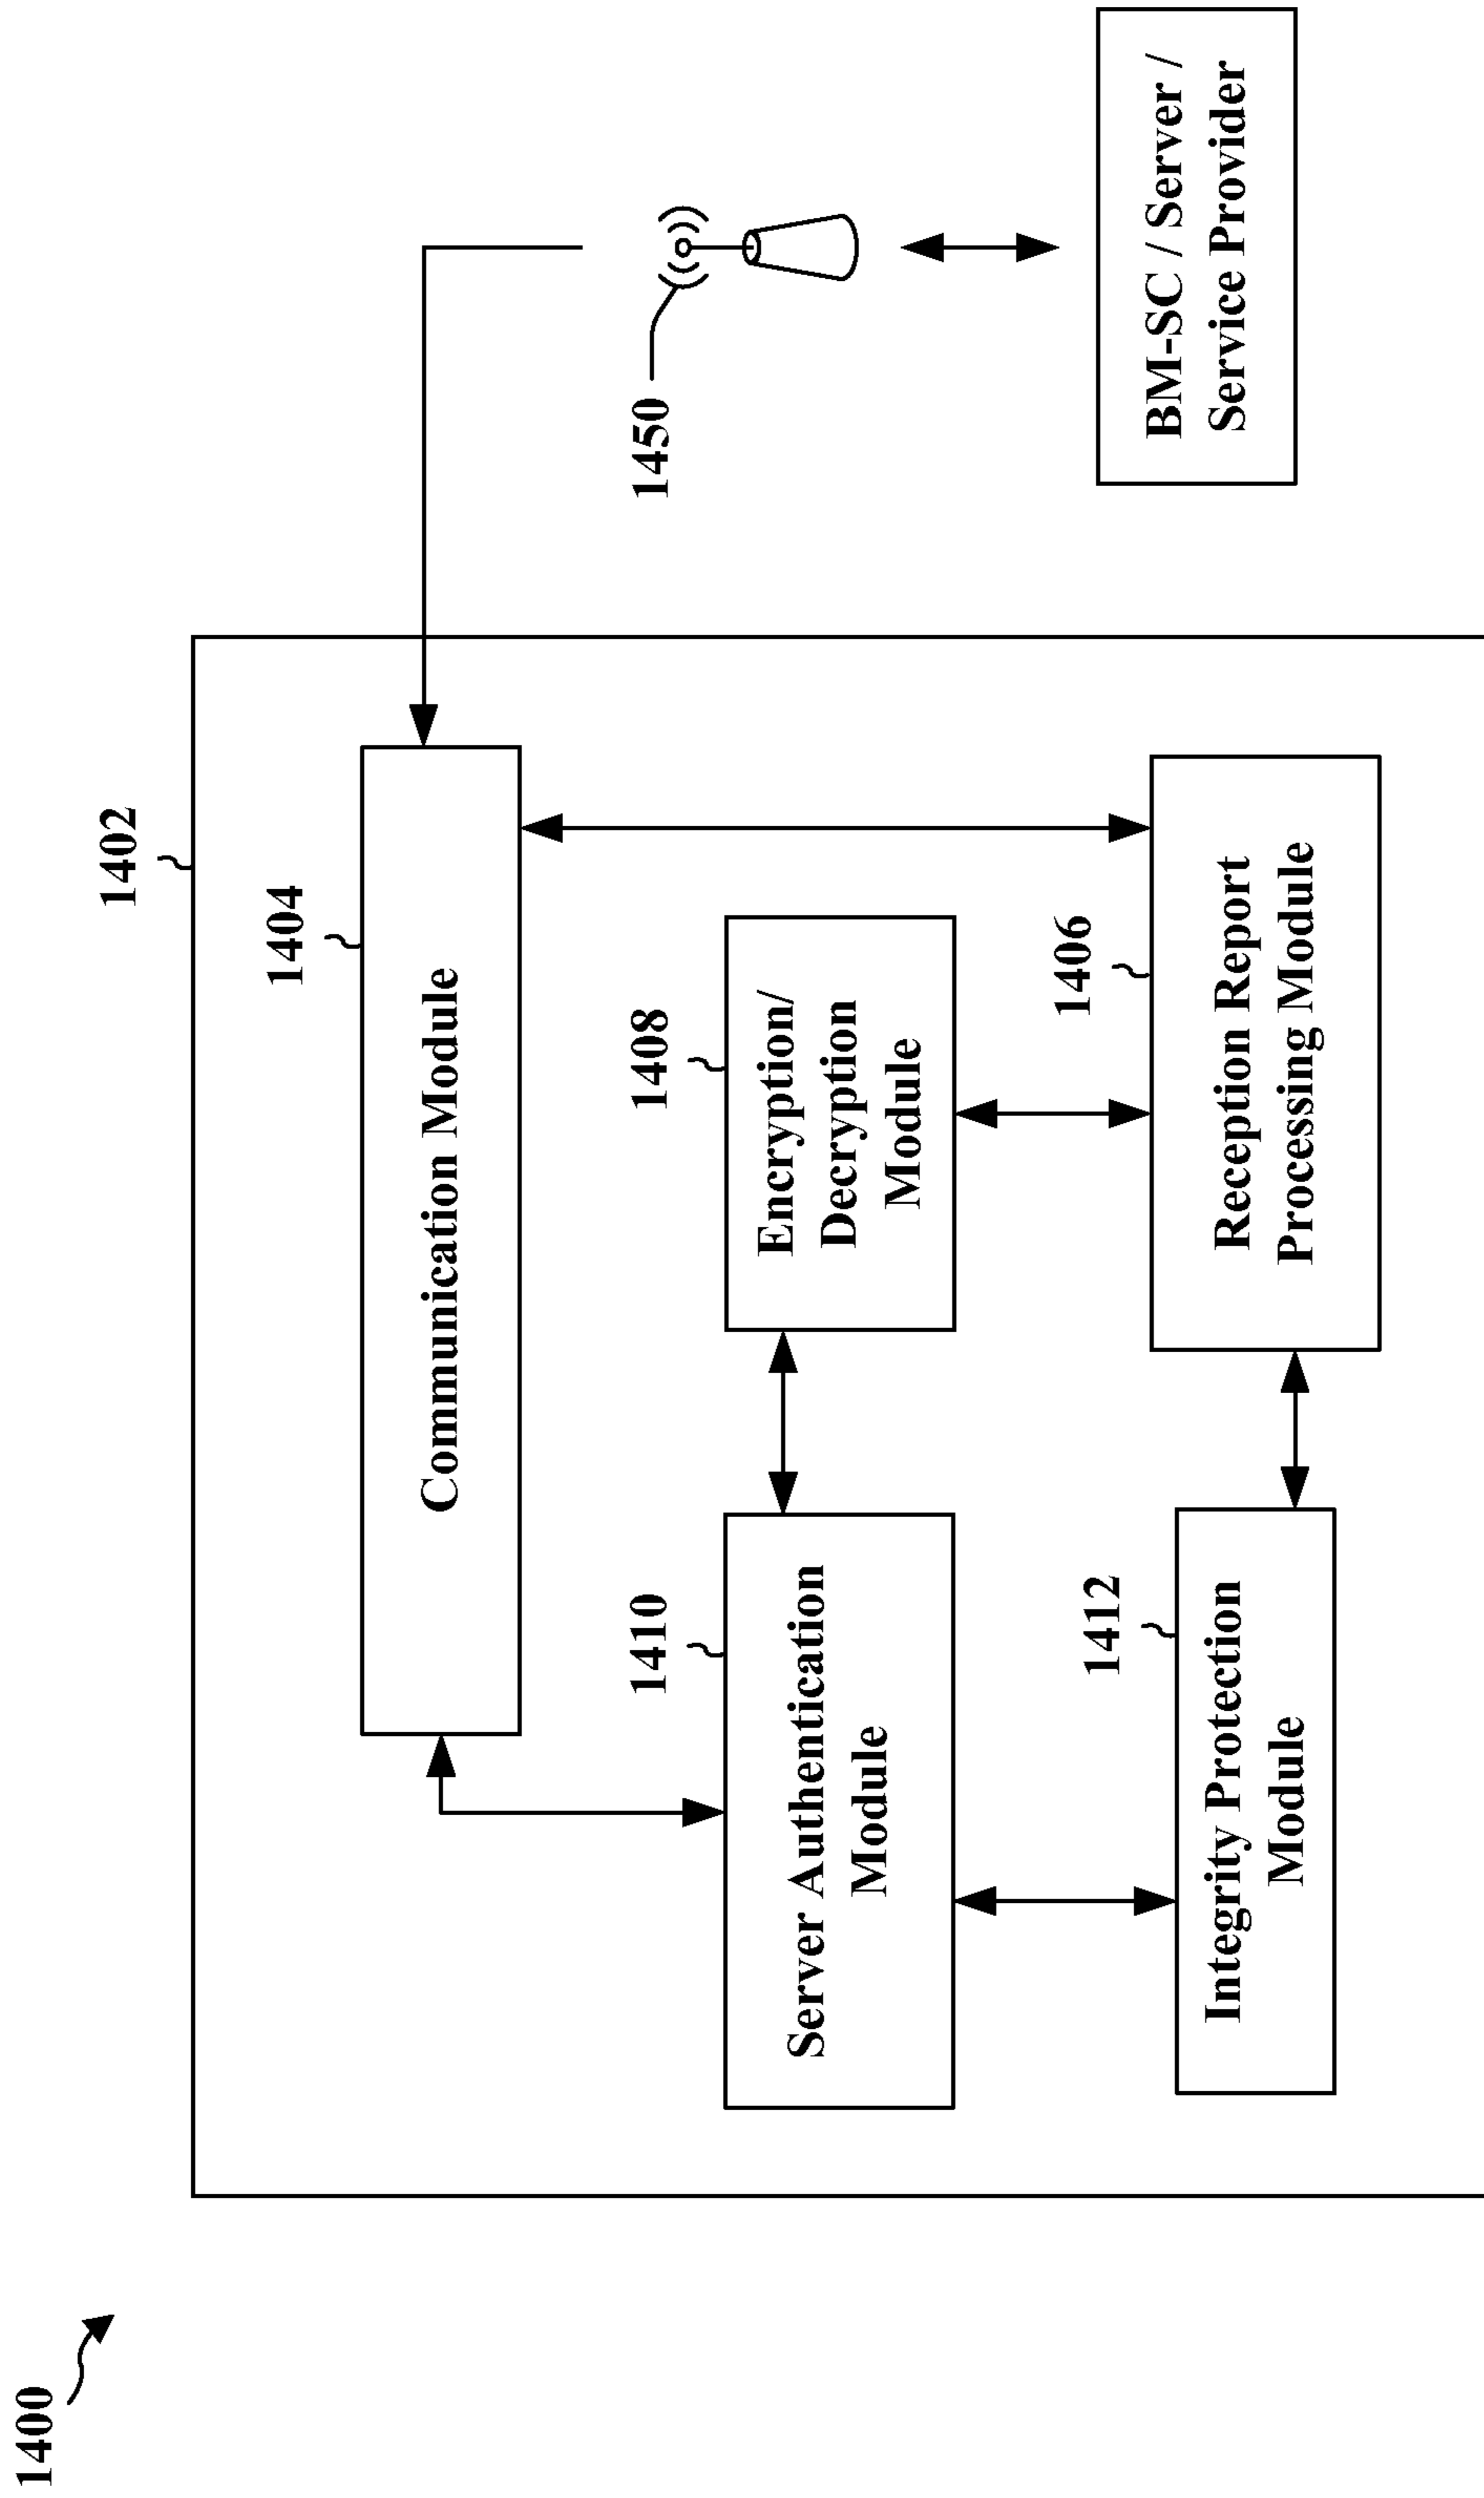 1400
1402
1404
Communication Module
1410
Server Authentication
Module
1408
Encryption/
Decryption
Module
1450
1412
Integrity Protection
Module
1406
Reception Report
Processing Module
BM-SC / Server /
Service Provider